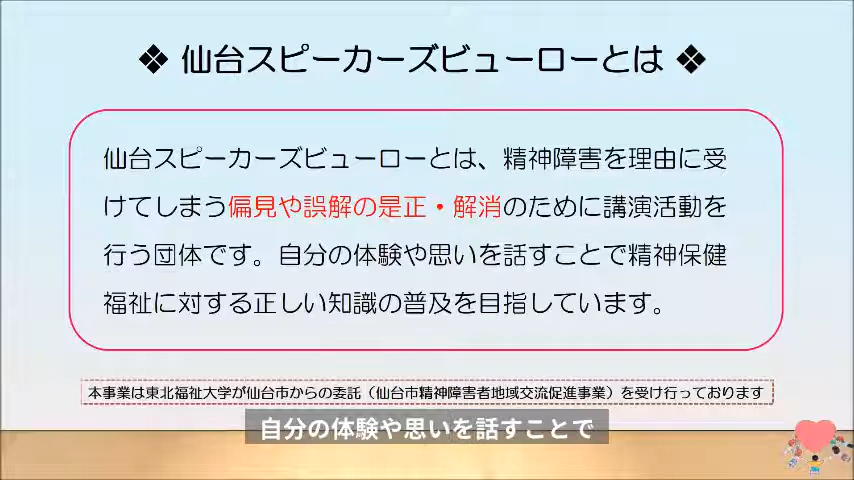 ❖ 仙台スピーカーズビューローとは ❖
仙台スピーカーズビューローとは、精神障害を理由に受
けてしまう偏見や誤解の是正・解消のために講演活動を
行う団体です。自分の体験や思いを話すことで精神保健
福祉に対する正しい知識の普及を目指しています。
本事業は東北福祉大学が仙台市からの委託（仙台市精神障害者地域交流促進事業）を受け行っております
自分の体験や思いを話すことで